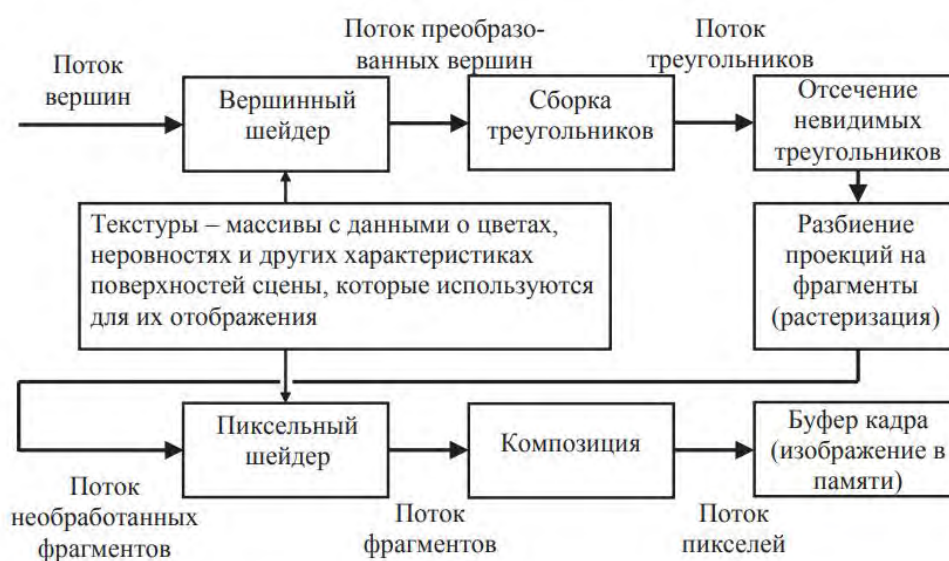 Поток
вершин
Вершинный
шейдер
Поток преобразо-
ванных вершин
Сборка
треугольников
Поток
треугольников
Отсечение
невидимых
треугольников
Текстуры – массивы с данными о цветах,
неровностях и других характеристиках
поверхностей сцены, которые используются
для их отображения
Разбиение
проекций на
фрагменты
(растеризация)
Поток
необработанных
фрагментов
Пиксельный
шейдер
Поток
фрагментов
Композиция
Поток
пикселей
Буфер кадра
(изображение в
памяти)